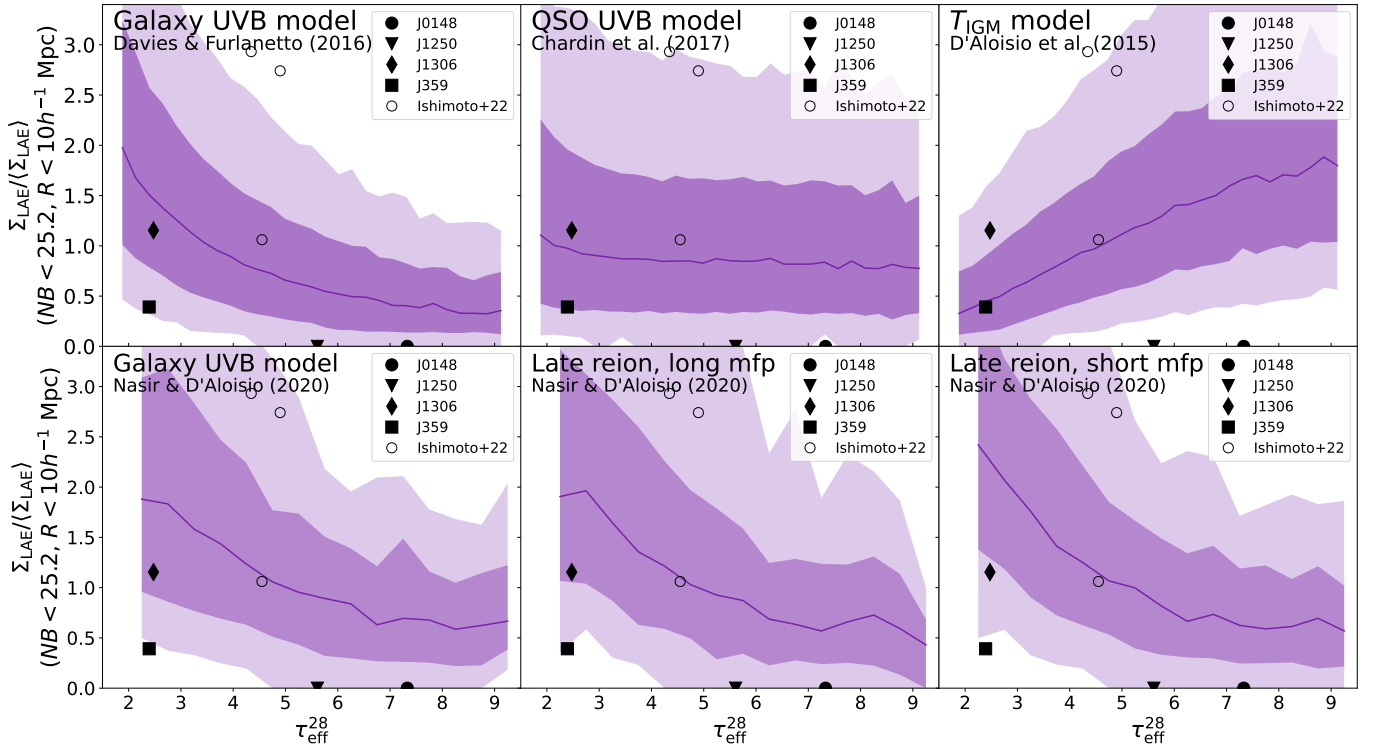 Galaxy UVB model
Davies & Furlanetto (2016)
J0148
J1250
J1306
J359
Ishimoto+22
QSO UVB model
Chardin et al. (2017)
J0148
J1250
J1306
J359
Ishimoto+22
T_IGM model
D'Aloisio et al. (2015)
J0148
J1250
J1306
J359
Ishimoto+22
Σ_LAE/⟨Σ_LAE⟩
(NB < 25.2, R < 10h⁻¹ Mpc)
3.0
2.5
2.0
1.5
1.0
0.5
0.0
Galaxy UVB model
Nasir & D'Aloisio (2020)
J0148
J1250
J1306
J359
Ishimoto+22
Late reion, long mfp
Nasir & D'Aloisio (2020)
J0148
J1250
J1306
J359
Ishimoto+22
Late reion, short mfp
Nasir & D'Aloisio (2020)
J0148
J1250
J1306
J359
Ishimoto+22
Σ_LAE/⟨Σ_LAE⟩
(NB < 25.2, R < 10h⁻¹ Mpc)
3.0
2.5
2.0
1.5
1.0
0.5
0.0
2 3 4 5 6 7 8 9
2 3 4 5 6 7 8 9
2 3 4 5 6 7 8 9
τ_eff^28
τ_eff^28
τ_eff^28